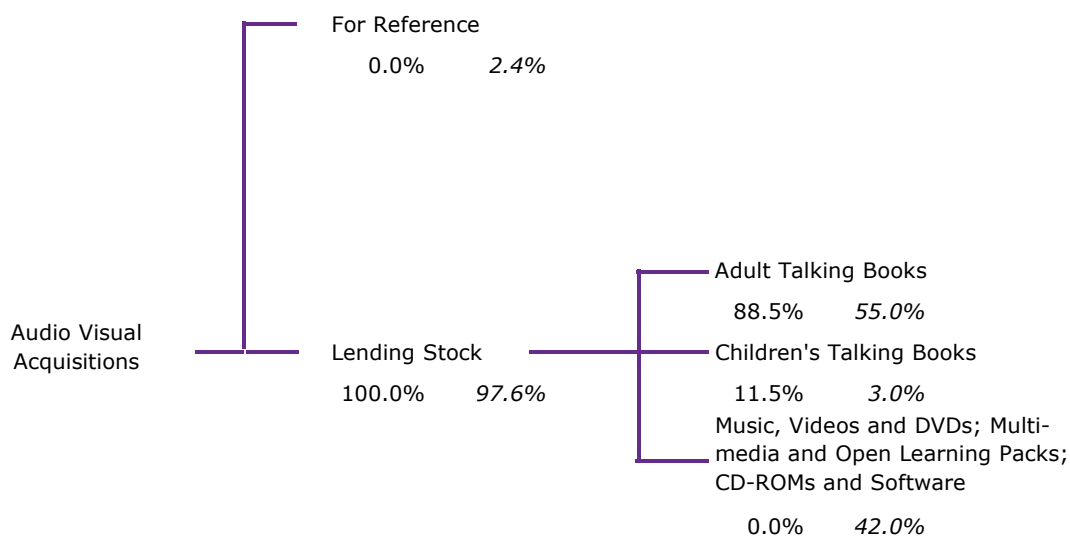 For Reference
0.0% 2.4%
Audio Visual
Acquisitions
Lending Stock
100.0% 97.6%
Adult Talking Books
88.5% 55.0%
Children's Talking Books
11.5% 3.0%
Music, Videos and DVDs; Multi-
media and Open Learning Packs;
CD-ROMs and Software
0.0% 42.0%